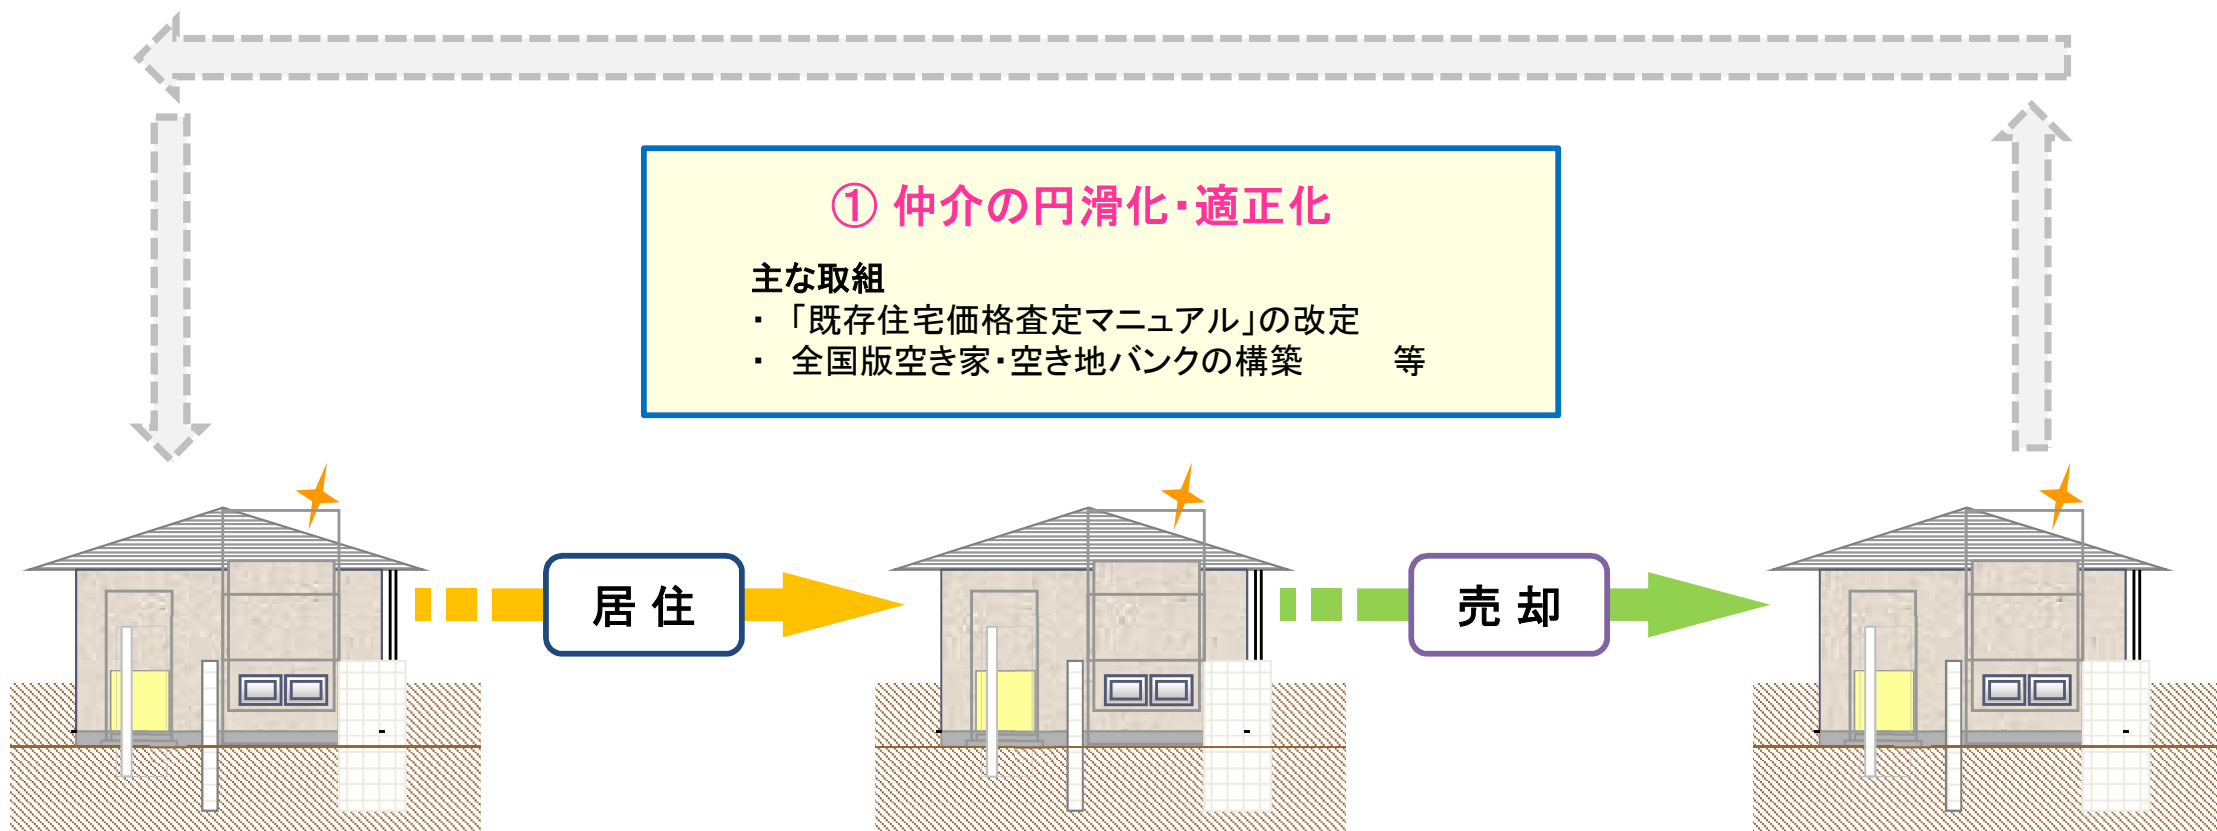 ① 仲介の円滑化・適正化
主な取組
・ 「既存住宅価格査定マニュアル」の改定
・ 全国版空き家・空き地バンクの構築　　等
居 住
売 却